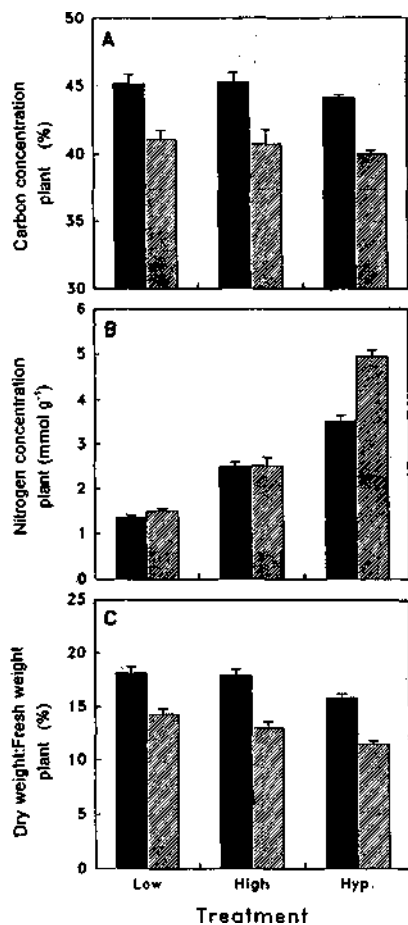 50
A
45
40
35
30
Carbon concentration
plant (%)
6
B
5
4
3
2
1
0
Nitrogen concentration
plant (mmol g⁻¹)
25
C
20
15
10
5
0
Dry weight:Fresh weight
plant (%)
Low High Hyp.
Treatment